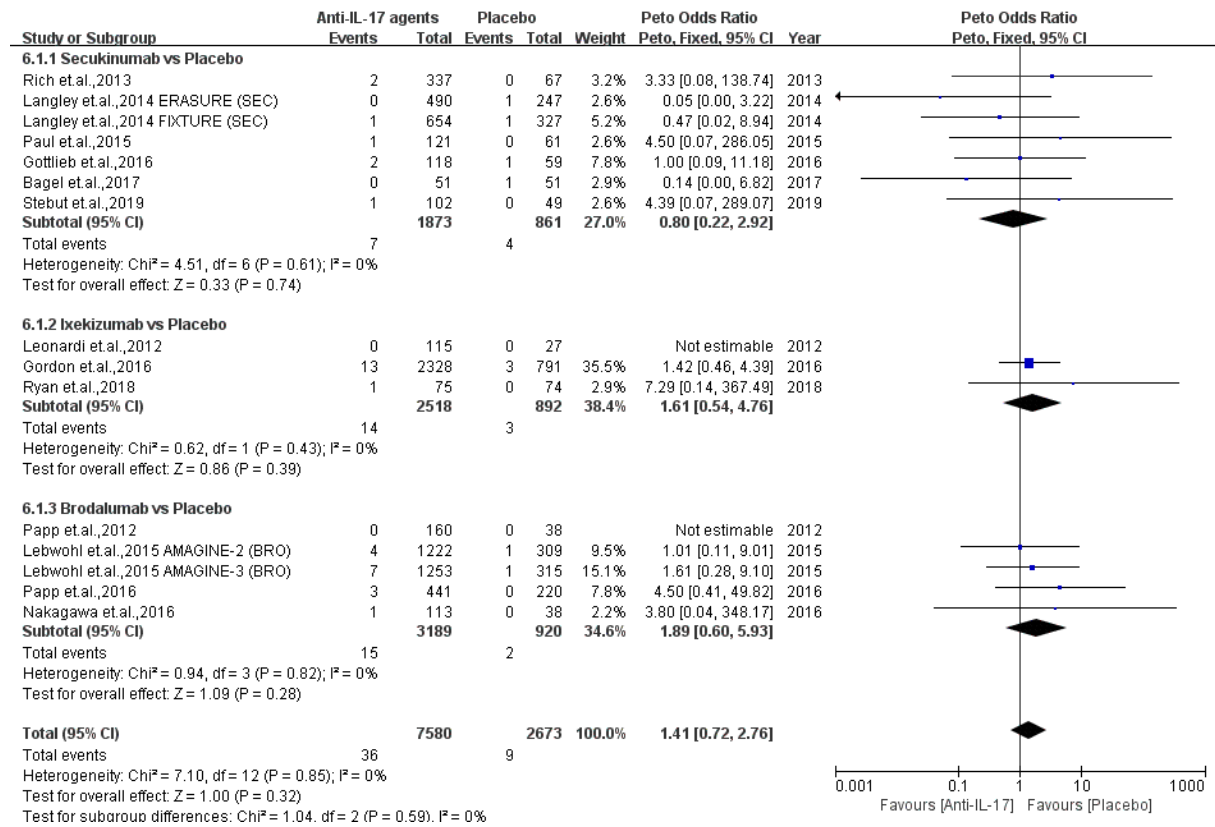 Anti-IL-17 agents Placebo Peto Odds Ratio Peto Odds Ratio
Study or Subgroup Events Total Events Total Weight Peto, Fixed, 95% CI Year Peto, Fixed, 95% CI
6.1.1 Secukinumab vs Placebo
Rich et.al.,2013 2 337 0 67 3.2% 3.33 [0.08, 138.74] 2013
Langley et.al.,2014 ERASURE (SEC) 0 490 1 247 2.6% 0.05 [0.00, 3.22] 2014
Langley et.al.,2014 FIXTURE (SEC) 1 654 1 327 5.2% 0.47 [0.02, 8.94] 2014
Paul et.al.,2015 1 121 0 61 2.6% 4.50 [0.07, 286.05] 2015
Gottlieb et.al.,2016 2 118 1 59 7.8% 1.00 [0.09, 11.18] 2016
Bagel et.al.,2017 0 51 1 51 2.9% 0.14 [0.00, 6.82] 2017
Stebut et.al.,2019 1 102 0 49 2.6% 4.39 [0.07, 289.07] 2019
Subtotal (95% CI) 1873 861 27.0% 0.80 [0.22, 2.92]
Total events 7 4
Heterogeneity: Chi² = 4.51, df = 6 (P = 0.61); I² = 0%
Test for overall effect: Z = 0.33 (P = 0.74)
6.1.2 Ixekizumab vs Placebo
Leonardi et.al.,2012 0 115 0 27 Not estimable 2012
Gordon et.al.,2016 13 2328 3 791 35.5% 1.42 [0.46, 4.39] 2016
Ryan et.al.,2018 1 75 0 74 2.9% 7.29 [0.14, 367.49] 2018
Subtotal (95% CI) 2518 892 38.4% 1.61 [0.54, 4.76]
Total events 14 3
Heterogeneity: Chi² = 0.62, df = 1 (P = 0.43); I² = 0%
Test for overall effect: Z = 0.86 (P = 0.39)
6.1.3 Brodalumab vs Placebo
Papp et.al.,2012 0 160 0 38 Not estimable 2012
Lebwohl et.al.,2015 AMAGINE-2 (BRO) 4 1222 1 309 9.5% 1.01 [0.11, 9.01] 2015
Lebwohl et.al.,2015 AMAGINE-3 (BRO) 7 1253 1 315 15.1% 1.61 [0.28, 9.10] 2015
Papp et.al.,2016 3 441 0 220 7.8% 4.50 [0.41, 49.82] 2016
Nakagawa et.al.,2016 1 113 0 38 2.2% 3.80 [0.04, 348.17] 2016
Subtotal (95% CI) 3189 920 34.6% 1.89 [0.60, 5.93]
Total events 15 2
Heterogeneity: Chi² = 0.94, df = 3 (P = 0.82); I² = 0%
Test for overall effect: Z = 1.09 (P = 0.28)
Total (95% CI) 7580 2673 100.0% 1.41 [0.72, 2.76]
Total events 36 9
Heterogeneity: Chi² = 7.10, df = 12 (P = 0.85); I² = 0%
Test for overall effect: Z = 1.00 (P = 0.32)
Test for subgroup differences: Chi² = 1.04, df = 2 (P = 0.59), I² = 0%
0.001 0.1 1 10 1000
Favours [Anti-IL-17] Favours [Placebo]